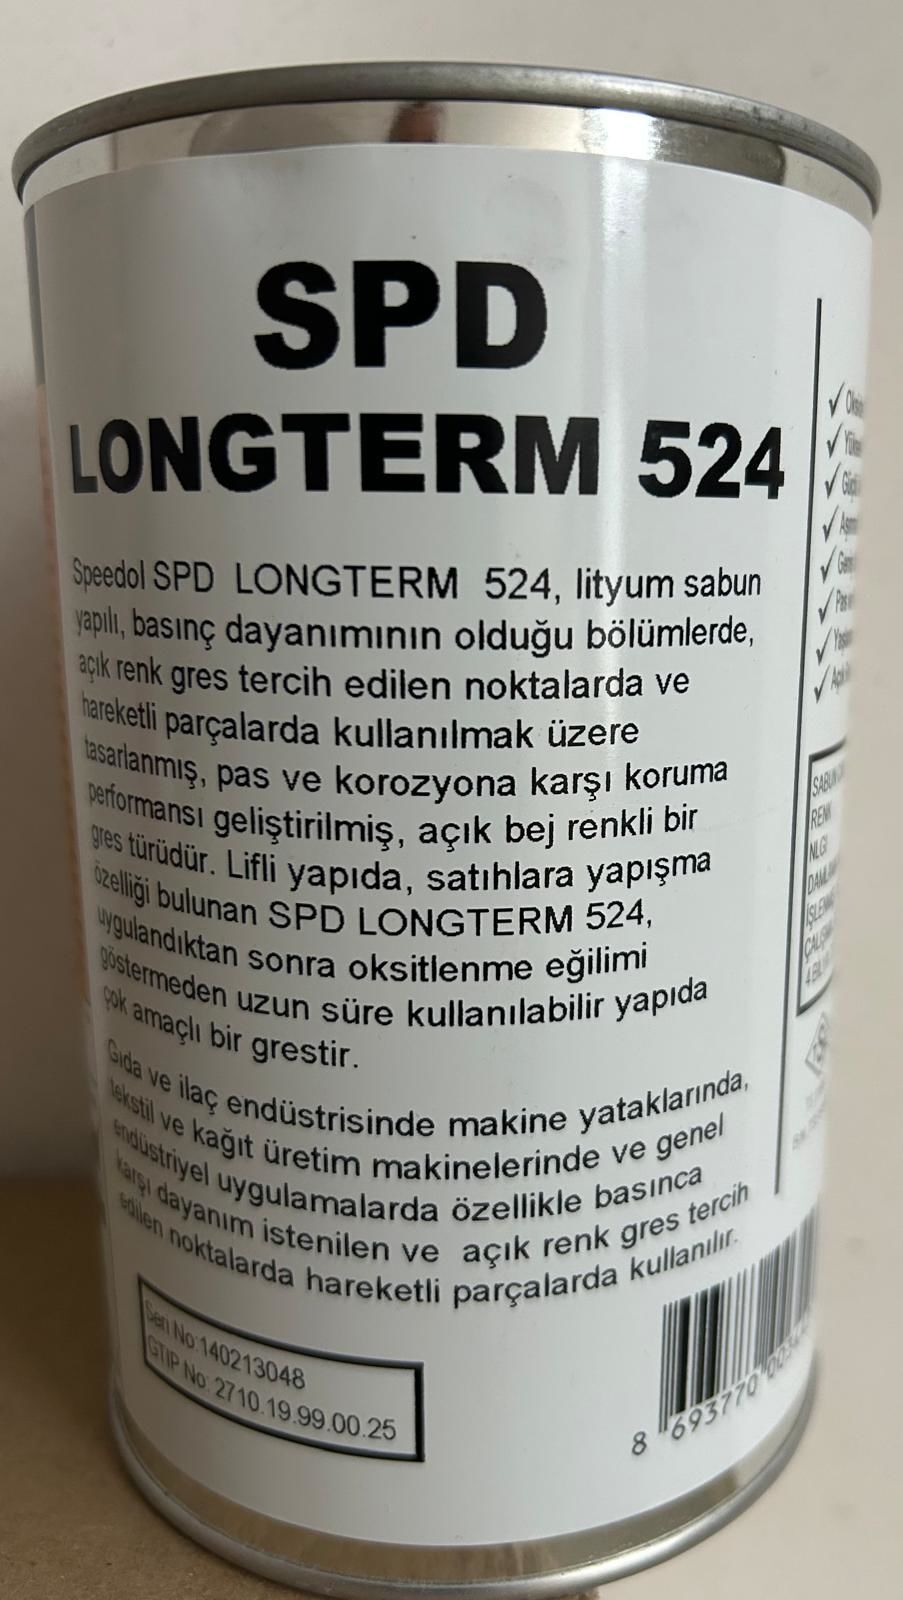 SPD
LONGTERM 524
Speedol SPD LONGTERM 524, lityum sabun
yapılı, basınç dayanımının olduğu bölümlerde,
açık renk gres tercih edilen noktalarda ve
hareketli parçalarda kullanılmak üzere
tasarlanmış, pas ve korozyona karşı koruma
performansı geliştirilmiş, açık bej renkli bir
gres türüdür. Lifli yapıda, satıhlara yapışma
özelliği bulunan SPD LONGTERM 524,
uygulandıktan sonra oksitlenme eğilimi
göstermeden uzun süre kullanılabilir yapıda
çok amaçlı bir grestir.
Gıda ve ilaç endüstrisinde makine yataklarında,
tekstil ve kağıt üretim makinelerinde ve genel
endüstriyel uygulamalarda özellikle basınca
karşı dayanım istenilen ve açık renk gres tercih
edilen noktalarda hareketli parçalarda kullanılır.
Seri No:140213048
GTIP No: 2710.19.99.00.25
8 693770
RENK
NLGI